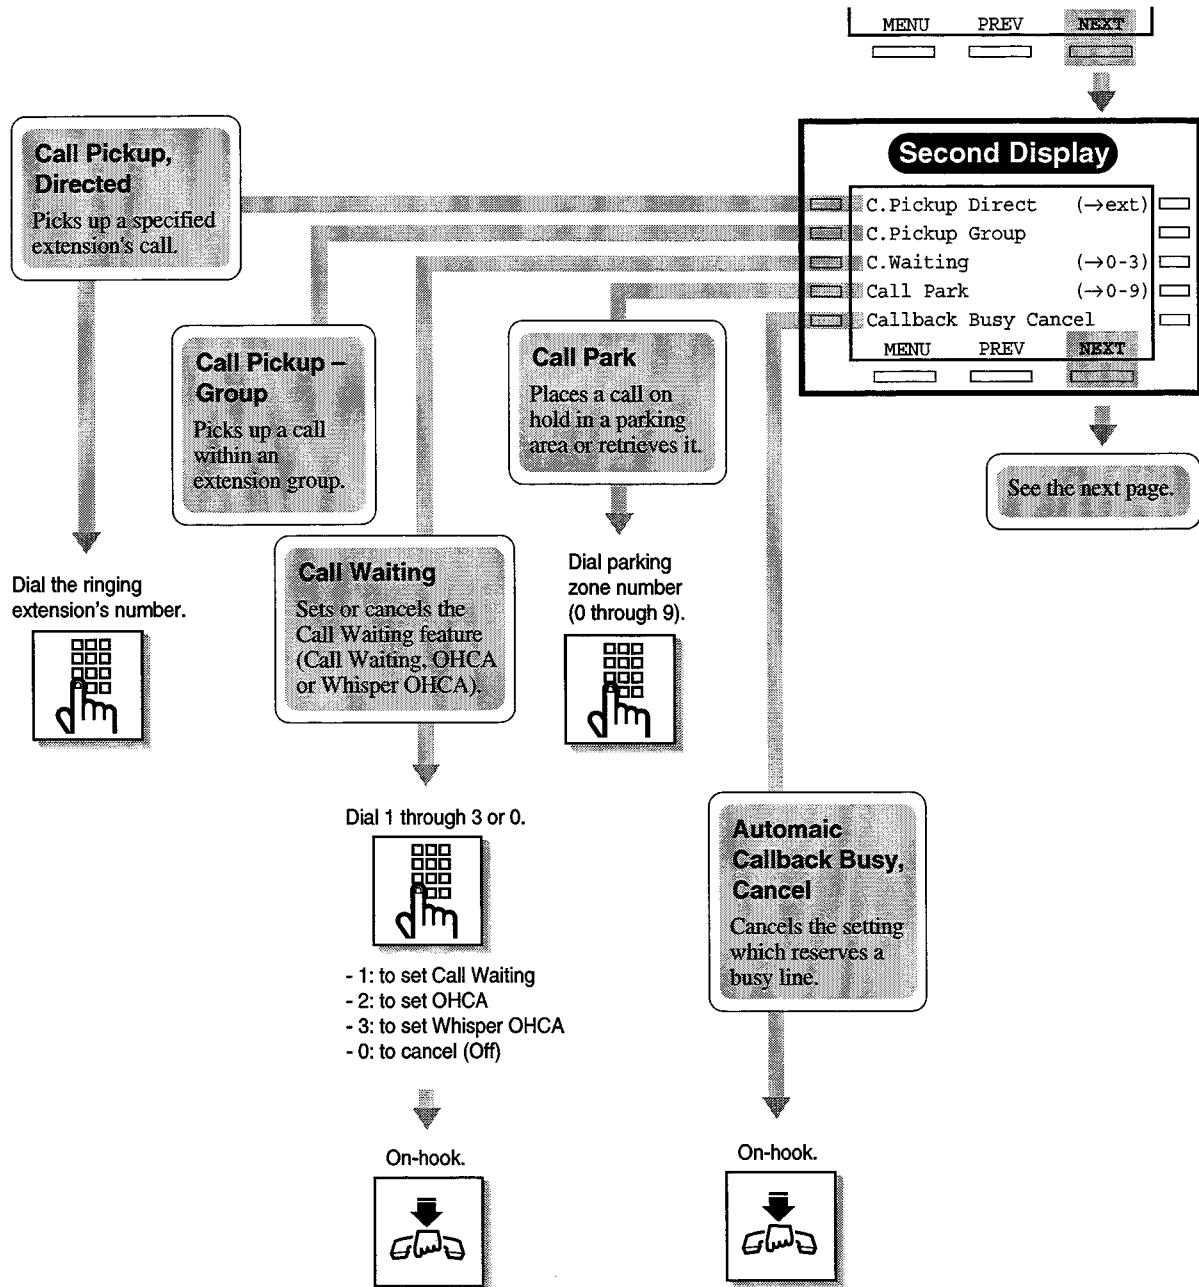 MENU PREV NEXT
Second Display
C.Pickup Direct (→ext)
C.Pickup Group
C.Waiting (→0-3)
Call Park (→0-9)
Callback Busy Cancel
MENU PREV NEXT
See the next page.
Call Pickup,
Directed
Picks up a specified
extension's call.
Dial the ringing
extension's number.
Call Pickup –
Group
Picks up a call
within an
extension group.
Call Waiting
Sets or cancels the
Call Waiting feature
(Call Waiting, OHCA
or Whisper OHCA).
Dial 1 through 3 or 0.
- 1: to set Call Waiting
- 2: to set OHCA
- 3: to set Whisper OHCA
- 0: to cancel (Off)
On-hook.
Call Park
Places a call on
hold in a parking
area or retrieves it.
Dial parking
zone number
(0 through 9).
Automaic
Callback Busy,
Cancel
Cancels the setting
which reserves a
busy line.
On-hook.